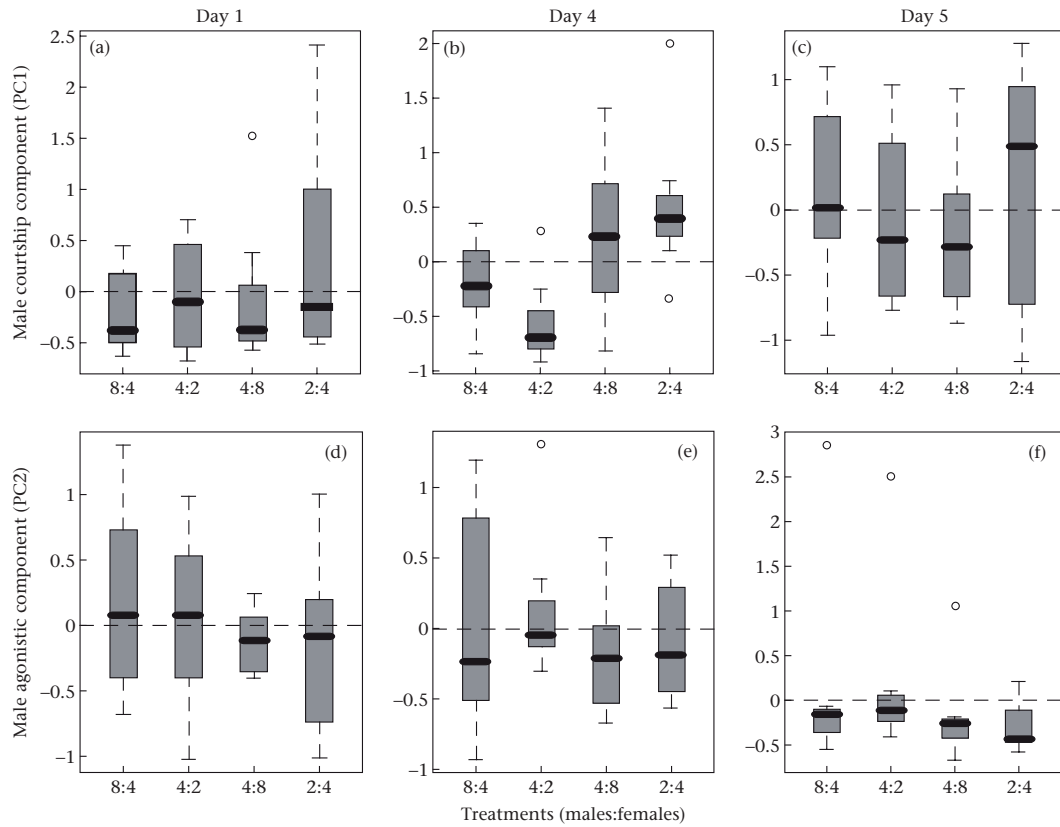 Day 1
Day 4
Day 5
Male courtship component (PC1)
(a)
2.5
2
1.5
1
0.5
0
−0.5
8:4 4:2 4:8 2:4
(b)
2
1.5
1
0.5
0
−0.5
−1
8:4 4:2 4:8 2:4
(c)
1
0.5
0
−0.5
−1
8:4 4:2 4:8 2:4
Male agonistic component (PC2)
(d)
1
0.5
0
−0.5
−1
8:4 4:2 4:8 2:4
(e)
1
0.5
0
−0.5
−1
8:4 4:2 4:8 2:4
(f)
3
2.5
2
1.5
1
0.5
0
−0.5
8:4 4:2 4:8 2:4
Treatments (males:females)